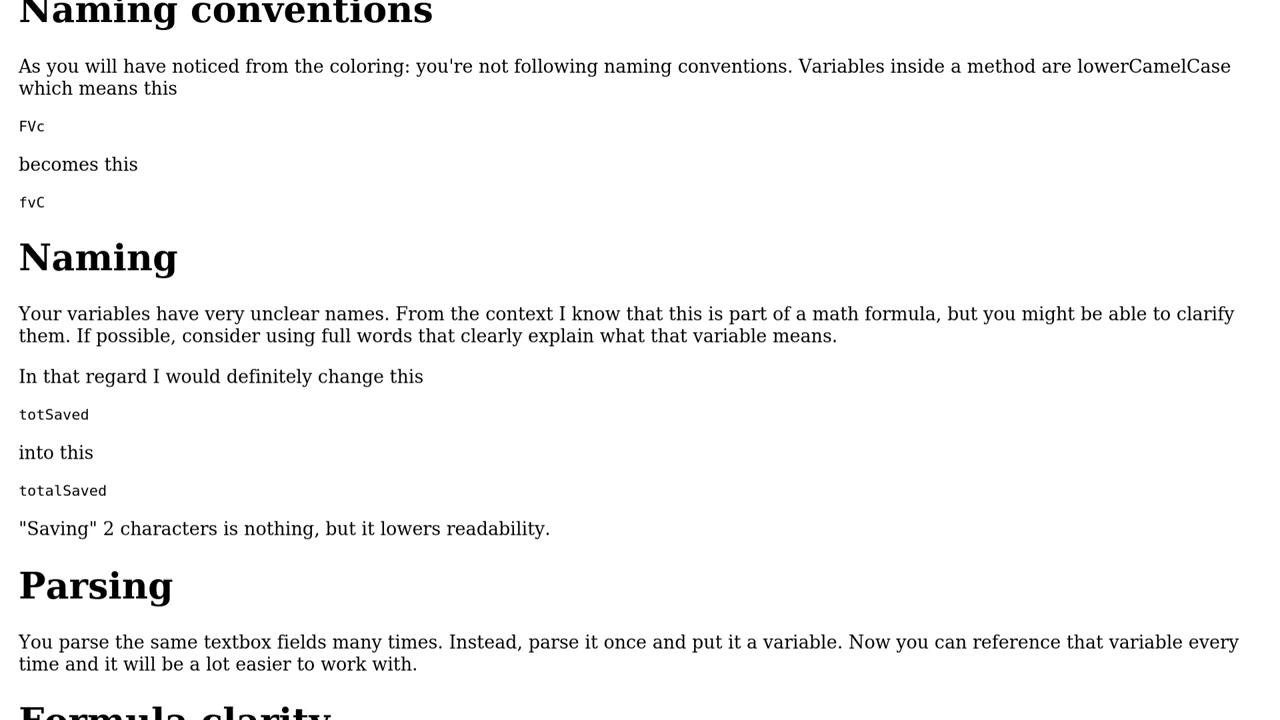 Naming conventions
As you will have noticed from the coloring: you're not following naming conventions. Variables inside a method are lowerCamelCase
which means this
FVc
becomes this
fvC
Naming
Your variables have very unclear names. From the context I know that this is part of a math formula, but you might be able to clarify
them. If possible, consider using full words that clearly explain what that variable means.
In that regard I would definitely change this
totSaved
into this
totalSaved
"Saving" 2 characters is nothing, but it lowers readability.
Parsing
You parse the same textbox fields many times. Instead, parse it once and put it a variable. Now you can reference that variable every
time and it will be a lot easier to work with.
Formula clarity